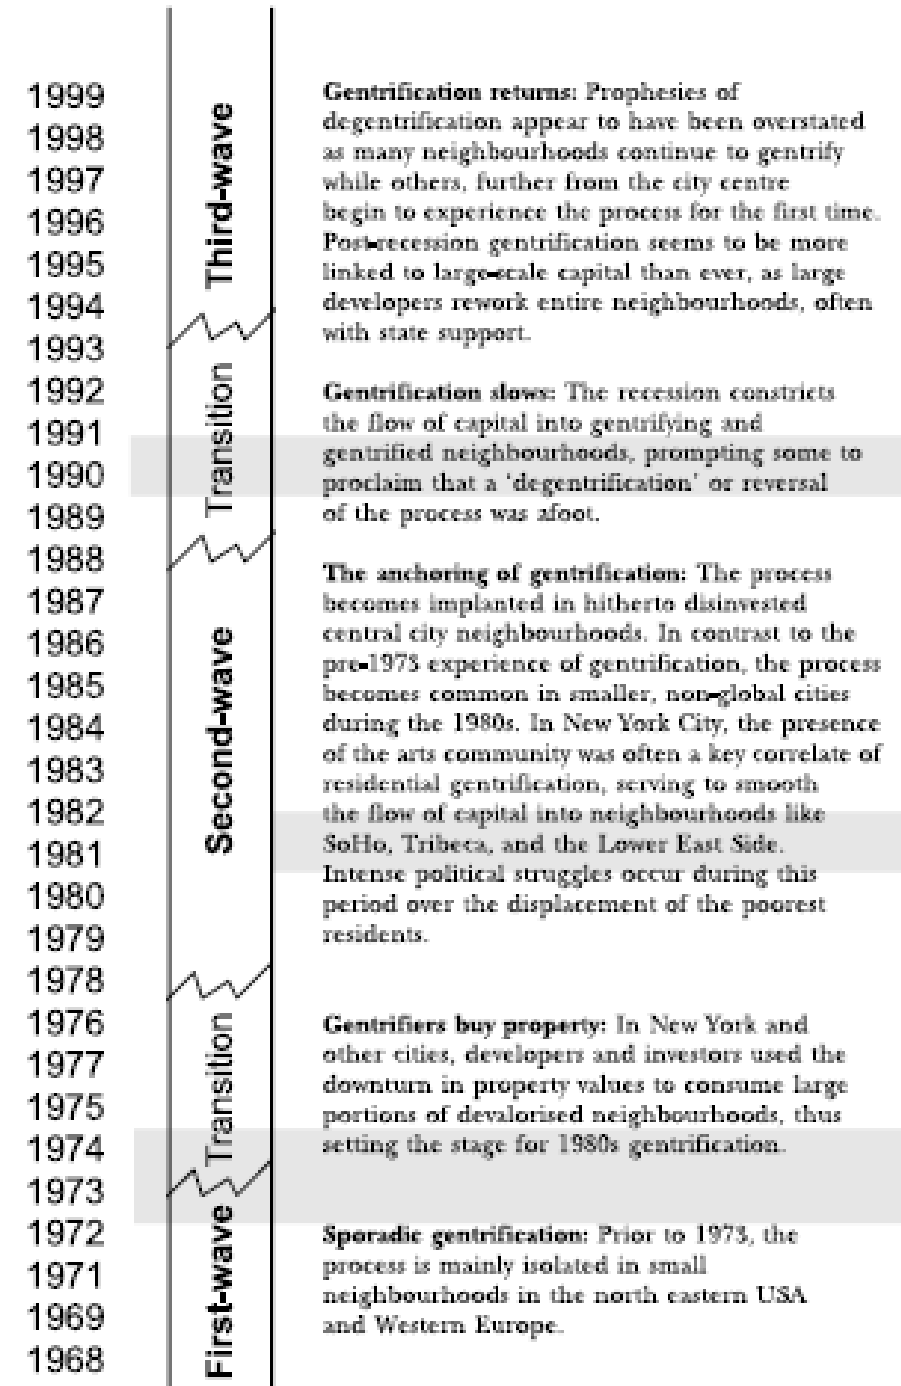 1999
1998
1997
1996
1995
1994
1993
1992
1991
1990
1989
1988
1987
1986
1985
1984
1983
1982
1981
1980
1979
1978
1976
1977
1975
1974
1973
1972
1971
1969
1968
Third-wave
Transition
Second-wave
Transition
First-wave
Gentrification returns: Prophesies of
degentrification appear to have been overstated
as many neighbourhoods continue to gentrify
while others, further from the city centre
begin to experience the process for the first time.
Post-recession gentrification seems to be more
linked to large-scale capital than ever, as large
developers rework entire neighbourhoods, often
with state support.
Gentrification slows: The recession constricts
the flow of capital into gentrifying and
gentrified neighbourhoods, prompting some to
proclaim that a 'degentrification' or reversal
of the process was afoot.
The anchoring of gentrification: The process
becomes implanted in hitherto disinvested
central city neighbourhoods. In contrast to the
pre-1973 experience of gentrification, the process
becomes common in smaller, non-global cities
during the 1980s. In New York City, the presence
of the arts community was often a key correlate of
residential gentrification, serving to smooth
the flow of capital into neighbourhoods like
SoHo, Tribeca, and the Lower East Side.
Intense political struggles occur during this
period over the displacement of the poorest
residents.
Gentrifiers buy property: In New York and
other cities, developers and investors used the
downturn in property values to consume large
portions of devalorised neighbourhoods, thus
setting the stage for 1980s gentrification.
Sporadic gentrification: Prior to 1973, the
process is mainly isolated in small
neighbourhoods in the north eastern USA
and Western Europe.